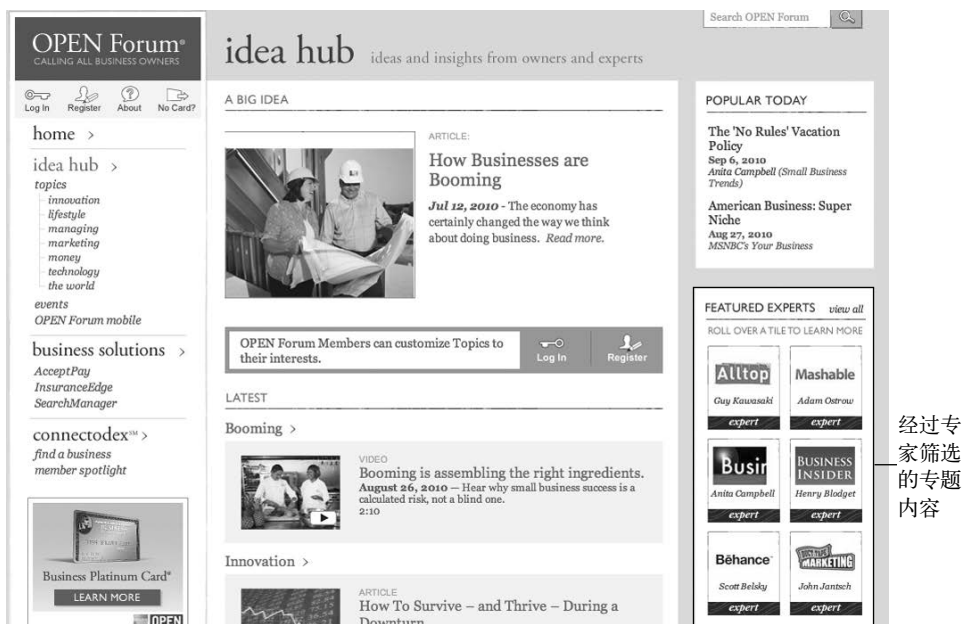 OPEN Forum®
CALLING ALL BUSINESS OWNERS
Log In
Register
About
No Card?
home >
idea hub >
topics
innovation
lifestyle
managing
marketing
money
technology
the world
events
OPEN Forum mobile
business solutions >
AcceptPay
InsuranceEdge
SearchManager
connectodex℠ >
find a business
member spotlight
Business Platinum Card®
LEARN MORE
OPEN
idea hub ideas and insights from owners and experts
A BIG IDEA
ARTICLE:
How Businesses are
Booming
Jul 12, 2010 - The economy has
certainly changed the way we think
about doing business. Read more.
OPEN Forum Members can customize Topics to
their interests.
Log In
Register
LATEST
Booming >
VIDEO
Booming is assembling the right ingredients.
August 26, 2010 — Hear why small business success is a
calculated risk, not a blind one.
2:10
Innovation >
ARTICLE
How To Survive – and Thrive – During a
Downturn
Search OPEN Forum
POPULAR TODAY
The 'No Rules' Vacation
Policy
Sep 6, 2010
Anita Campbell (Small Business
Trends)
American Business: Super
Niche
Aug 27, 2010
MSNBC's Your Business
FEATURED EXPERTS view all
ROLL OVER A TILE TO LEARN MORE
Alltop
Guy Kawasaki
expert
Mashable
Adam Ostrow
expert
Busir
Anita Campbell
expert
BUSINESS
INSIDER
Henry Blodget
expert
Bēhance
Scott Belsky
expert
DUCT TAPE
MARKETING
John Jantsch
expert
经过专
家筛选
的专题
内容